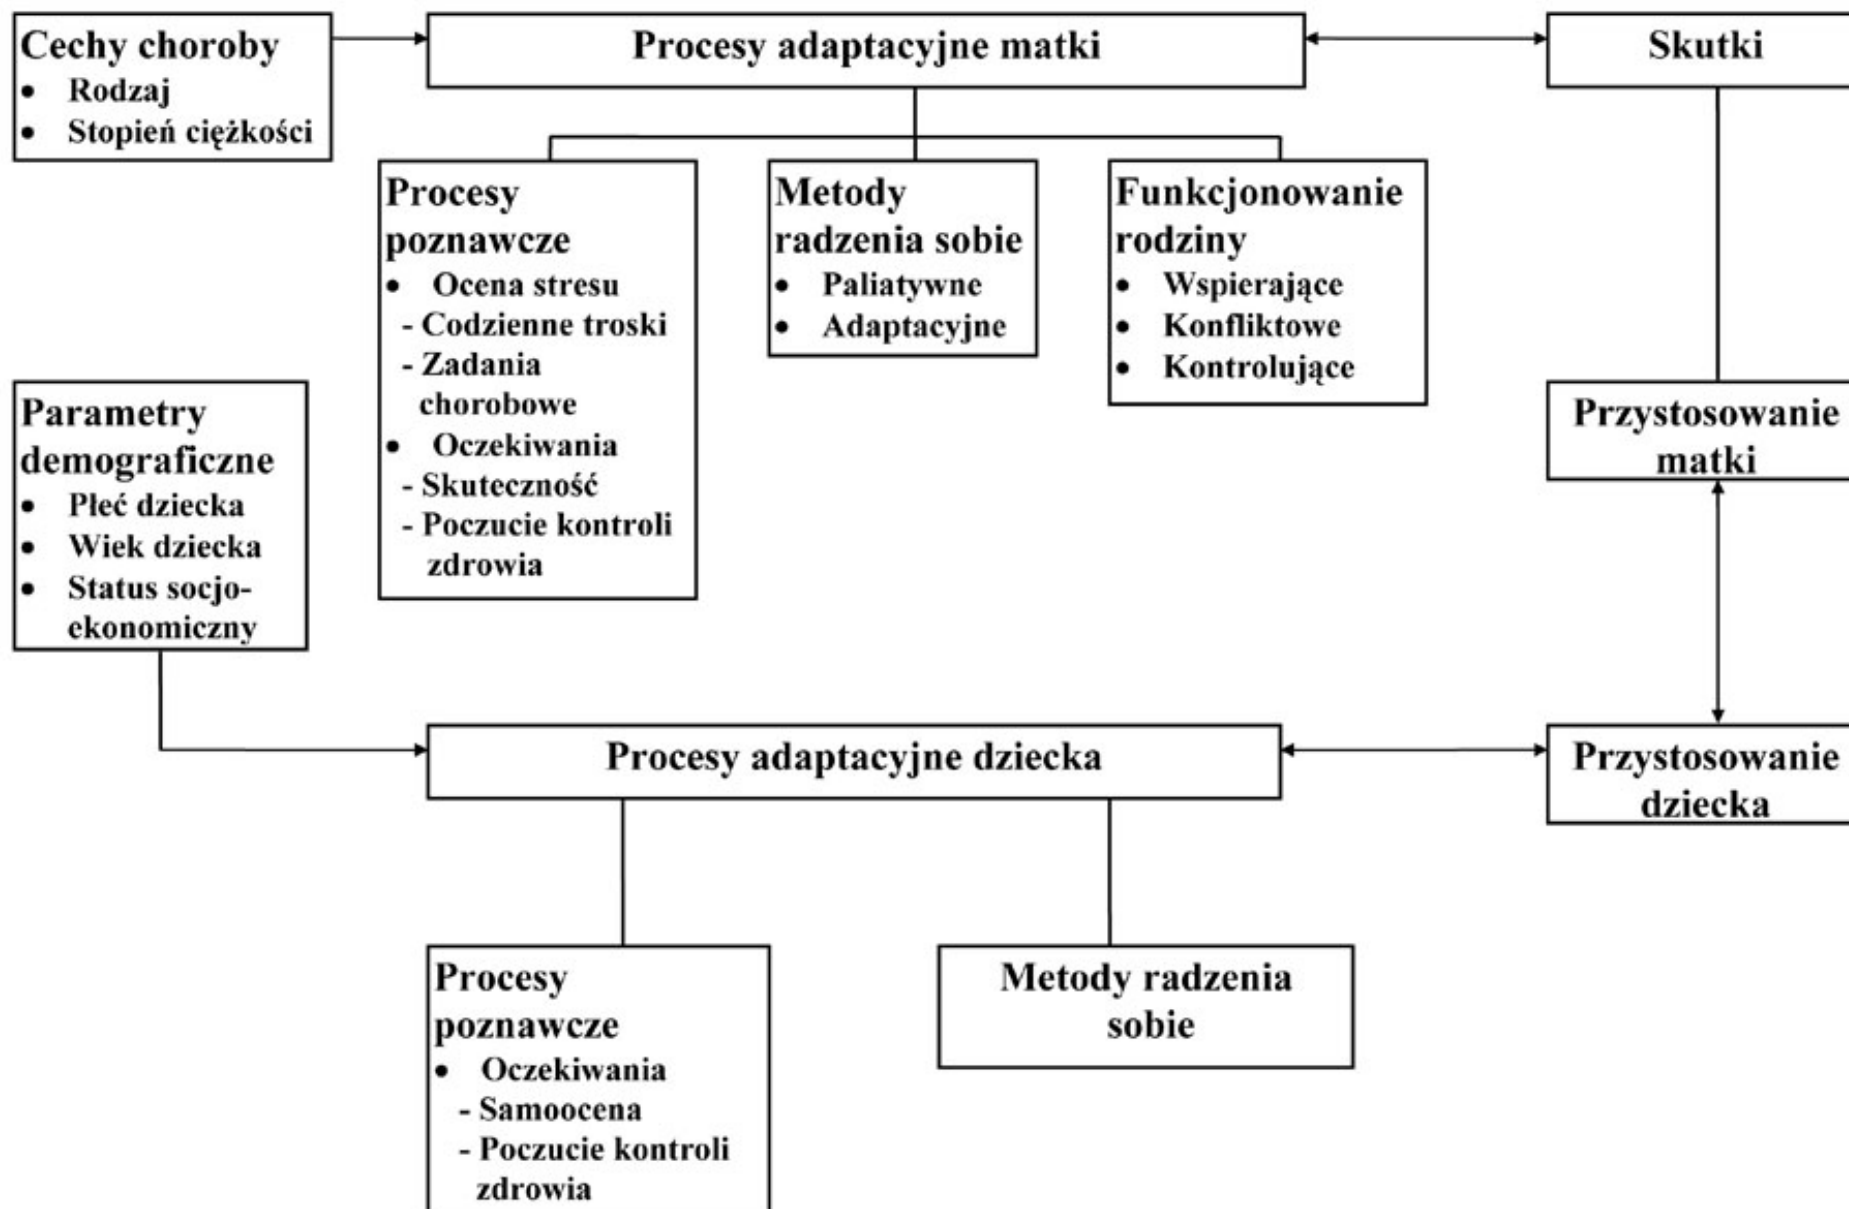 Cechy choroby
• Rodzaj
• Stopień ciężkości
Procesy adaptacyjne matki
Skutki
Procesy
poznawcze
• Ocena stresu
- Codzienne troski
- Zadania
chorobowe
• Oczekiwania
- Skuteczność
- Poczucie kontroli
zdrowia
Metody
radzenia sobie
• Paliatywne
• Adaptacyjne
Funkcjonowanie
rodziny
• Wspierające
• Konfliktowe
• Kontrolujące
Parametry
demograficzne
• Płeć dziecka
• Wiek dziecka
• Status socjo-
ekonomiczny
Przystosowanie
matki
Procesy adaptacyjne dziecka
Przystosowanie
dziecka
Procesy
poznawcze
• Oczekiwania
- Samoocena
- Poczucie kontroli
zdrowia
Metody radzenia
sobie